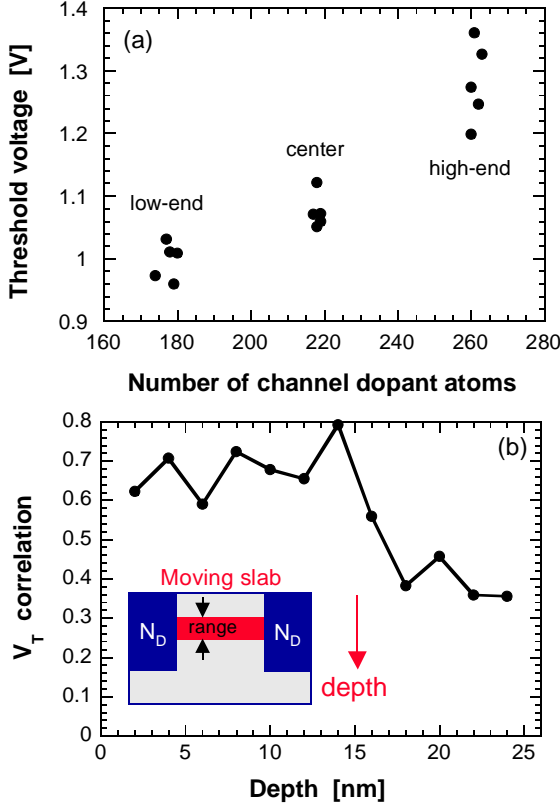 (a)
Threshold voltage [V]
1.4
1.3
1.2
1.1
1
0.9
low-end
center
high-end
160 180 200 220 240 260 280
Number of channel dopant atoms
(b)
V_T correlation
0.8
0.7
0.6
0.5
0.4
0.3
0.2
0.1
0
Moving slab
N_D
range
N_D
depth
0 5 10 15 20 25
Depth [nm]